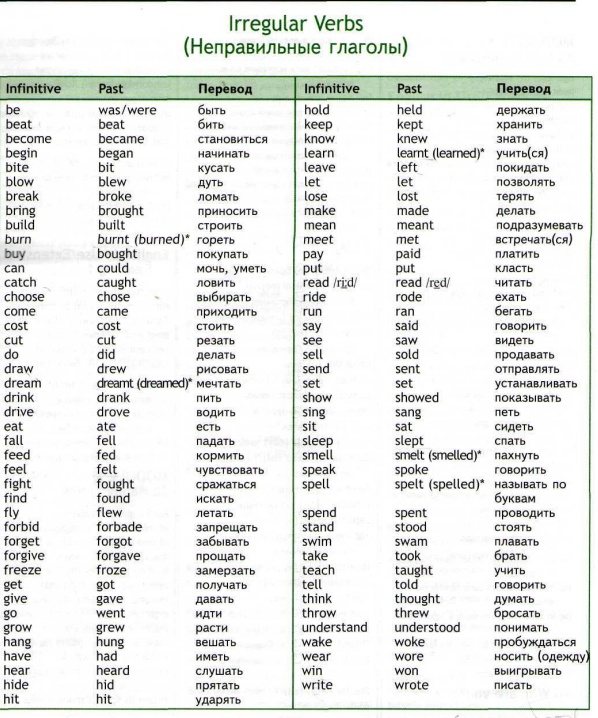 Irregular Verbs
(Неправильные глаголы)
Infinitive Past Перевод
be was/were быть
beat beat бить
become became становиться
begin began начинать
bite bit кусать
blow blew дуть
break broke ломать
bring brought приносить
build built строить
burn burnt (burned)* гореть
buy bought покупать
can could мочь, уметь
catch caught ловить
choose chose выбирать
come came приходить
cost cost стоить
cut cut резать
do did делать
draw drew рисовать
dream dreamt (dreamed)* мечтать
drink drank пить
drive drove водить
eat ate есть
fall fell падать
feed fed кормить
feel felt чувствовать
fight fought сражаться
find found искать
fly flew летать
forbid forbade запрещать
forget forgot забывать
forgive forgave прощать
freeze froze замерзать
get got получать
give gave давать
go went идти
grow grew расти
hang hung вешать
have had иметь
hear heard слушать
hide hid прятать
hit hit ударять
Infinitive Past Перевод
hold held держать
keep kept хранить
know knew знать
learn learnt (learned)* учить(ся)
leave left покидать
let let позволять
lose lost терять
make made делать
mean meant подразумевать
meet met встречать(ся)
pay paid платить
put put класть
read /ri:d/ read /red/ читать
ride rode ехать
run ran бегать
say said говорить
see saw видеть
sell sold продавать
send sent отправлять
set set устанавливать
show showed показывать
sing sang петь
sit sat сидеть
sleep slept спать
smell smelt (smelled)* пахнуть
speak spoke говорить
spell spelt (spelled)* называть по
буквам
spend spent проводить
stand stood стоять
swim swam плавать
take took брать
teach taught учить
tell told говорить
think thought думать
throw threw бросать
understand understood понимать
wake woke пробуждаться
wear wore носить (одежду)
win won выигрывать
write wrote писать